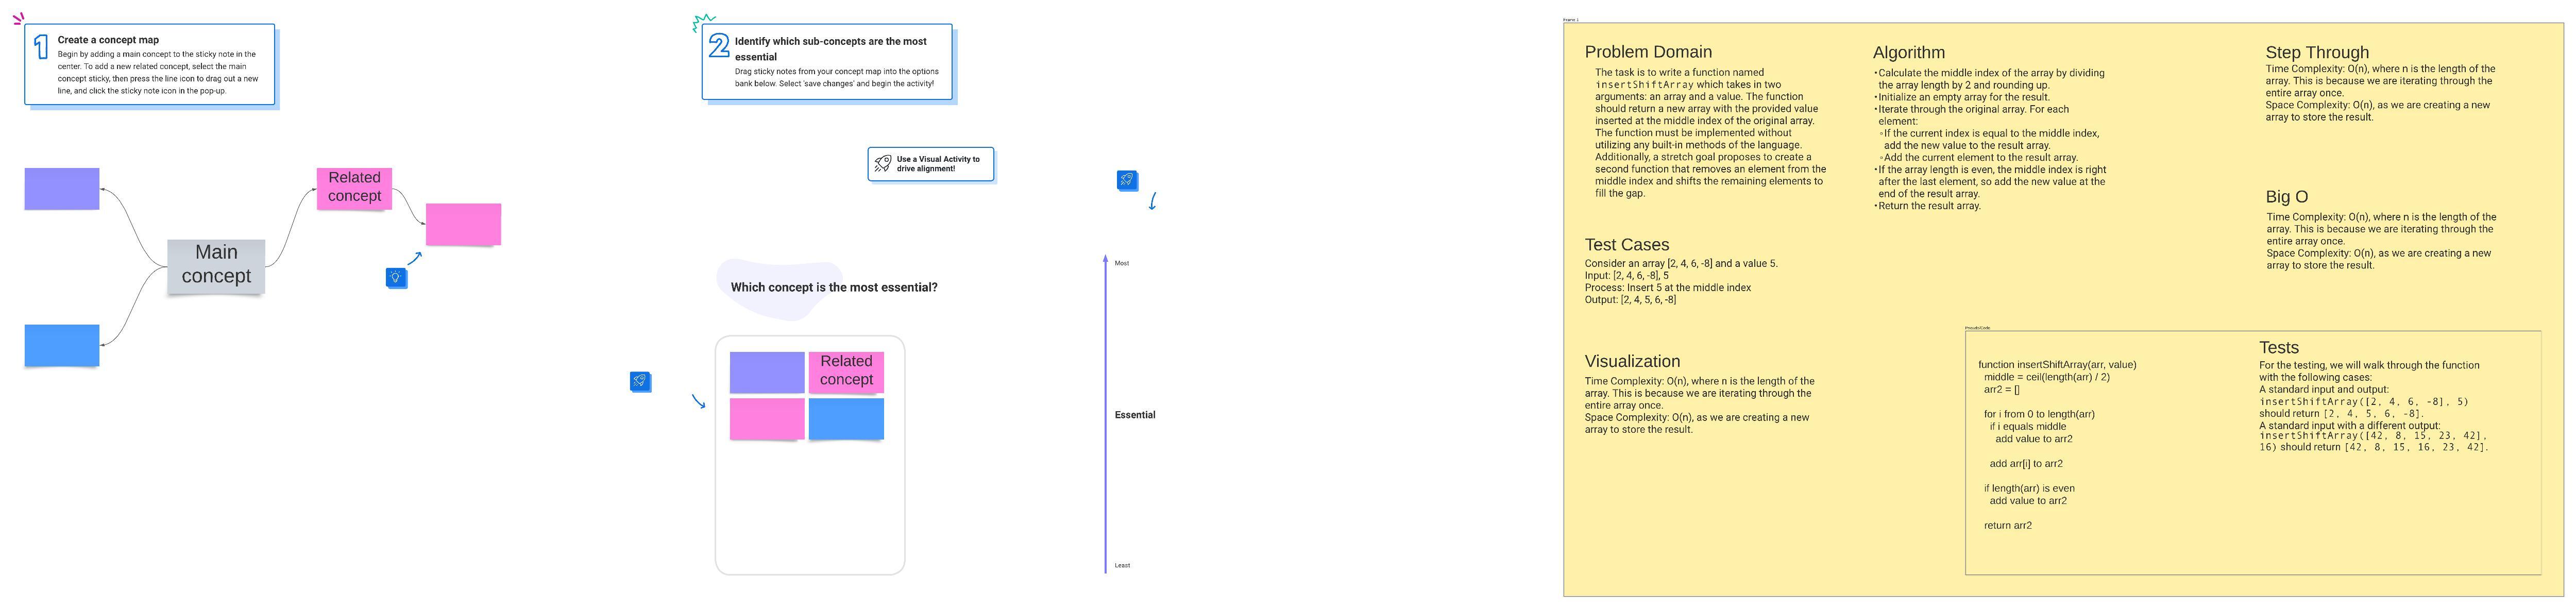 1
Create a concept map
Begin by adding a main concept to the sticky note in the
center. To add a new related concept, select the main
concept sticky, then press the line icon to drag out a new
line, and click the sticky note icon in the pop-up.
Related
concept
Main
concept
2
Identify which sub-concepts are the most
essential
Drag sticky notes from your concept map into the options
bank below. Select 'save changes' and begin the activity!
Use a Visual Activity to
drive alignment!
Which concept is the most essential?
Related
concept
Most
Essential
Least
Frame 1
Problem Domain
The task is to write a function named
insertShiftArray which takes in two
arguments: an array and a value. The function
should return a new array with the provided value
inserted at the middle index of the original array.
The function must be implemented without
utilizing any built-in methods of the language.
Additionally, a stretch goal proposes to create a
second function that removes an element from the
middle index and shifts the remaining elements to
fill the gap.
Test Cases
Consider an array [2, 4, 6, -8] and a value 5.
Input: [2, 4, 6, -8], 5
Process: Insert 5 at the middle index
Output: [2, 4, 5, 6, -8]
Visualization
Time Complexity: O(n), where n is the length of the
array. This is because we are iterating through the
entire array once.
Space Complexity: O(n), as we are creating a new
array to store the result.
Algorithm
•Calculate the middle index of the array by dividing
the array length by 2 and rounding up.
•Initialize an empty array for the result.
•Iterate through the original array. For each
element:
◦If the current index is equal to the middle index,
add the new value to the result array.
◦Add the current element to the result array.
•If the array length is even, the middle index is right
after the last element, so add the new value at the
end of the result array.
•Return the result array.
Step Through
Time Complexity: O(n), where n is the length of the
array. This is because we are iterating through the
entire array once.
Space Complexity: O(n), as we are creating a new
array to store the result.
Big O
Time Complexity: O(n), where n is the length of the
array. This is because we are iterating through the
entire array once.
Space Complexity: O(n), as we are creating a new
array to store the result.
PseudoCode
function insertShiftArray(arr, value)
middle = ceil(length(arr) / 2)
arr2 = []
for i from 0 to length(arr)
if i equals middle
add value to arr2
add arr[i] to arr2
if length(arr) is even
add value to arr2
return arr2
Tests
For the testing, we will walk through the function
with the following cases:
A standard input and output:
insertShiftArray([2, 4, 6, -8], 5)
should return [2, 4, 5, 6, -8].
A standard input with a different output:
insertShiftArray([42, 8, 15, 23, 42],
16) should return [42, 8, 15, 16, 23, 42].